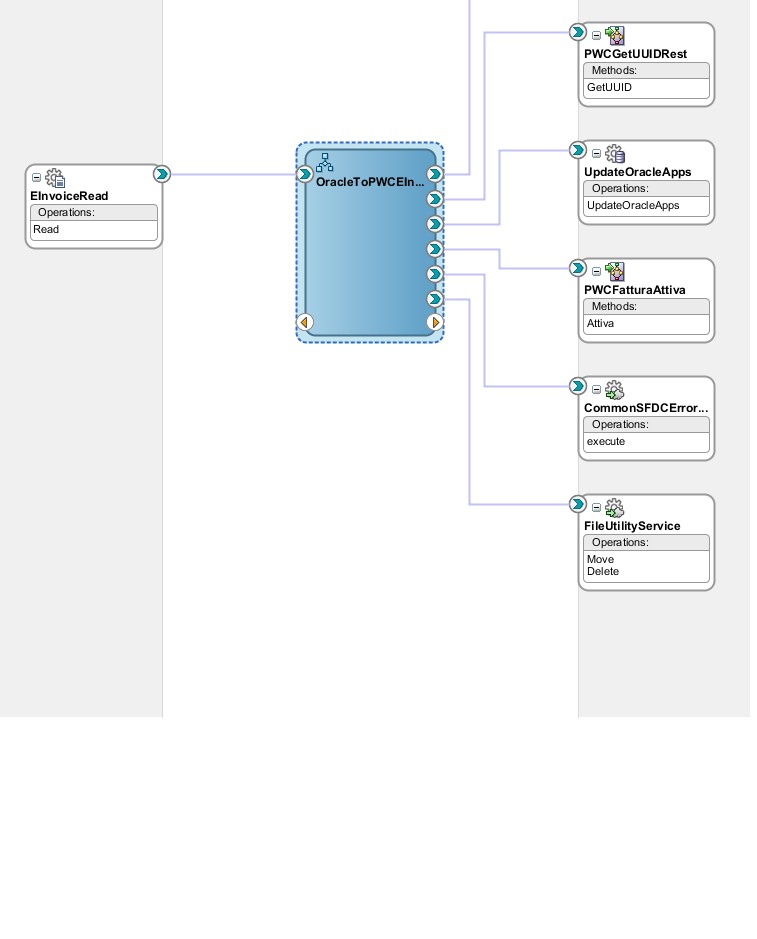 EInvoiceRead
Operations:
Read
OracleToPWCEIn...
PWCGetUUIDRest
Methods:
GetUUID
UpdateOracleApps
Operations:
UpdateOracleApps
PWCFatturaAttiva
Methods:
Attiva
CommonSFDCError...
Operations:
execute
FileUtilityService
Operations:
Move
Delete